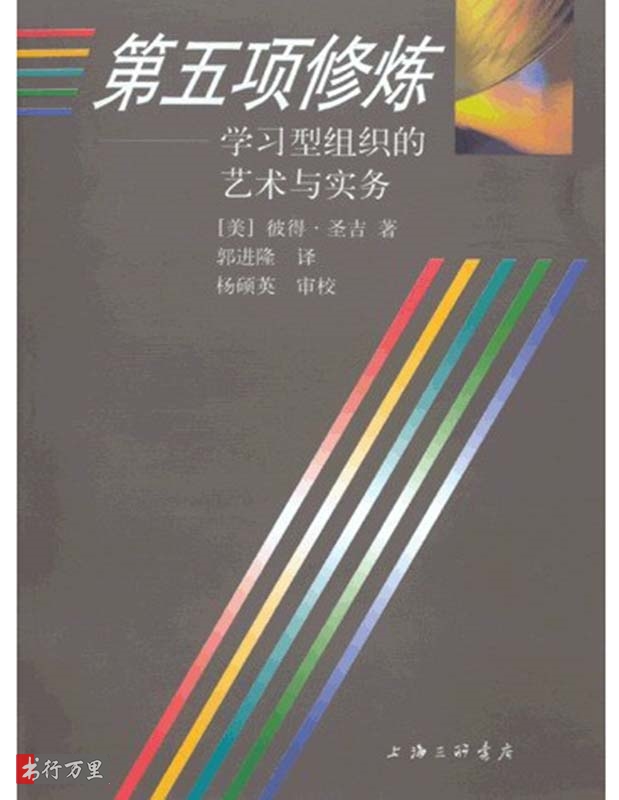 第五项修炼
——学习型组织的
艺术与实务
[美] 彼得·圣吉 著
郭进隆 译
杨硕英 审校
上海三联书店
书行万里